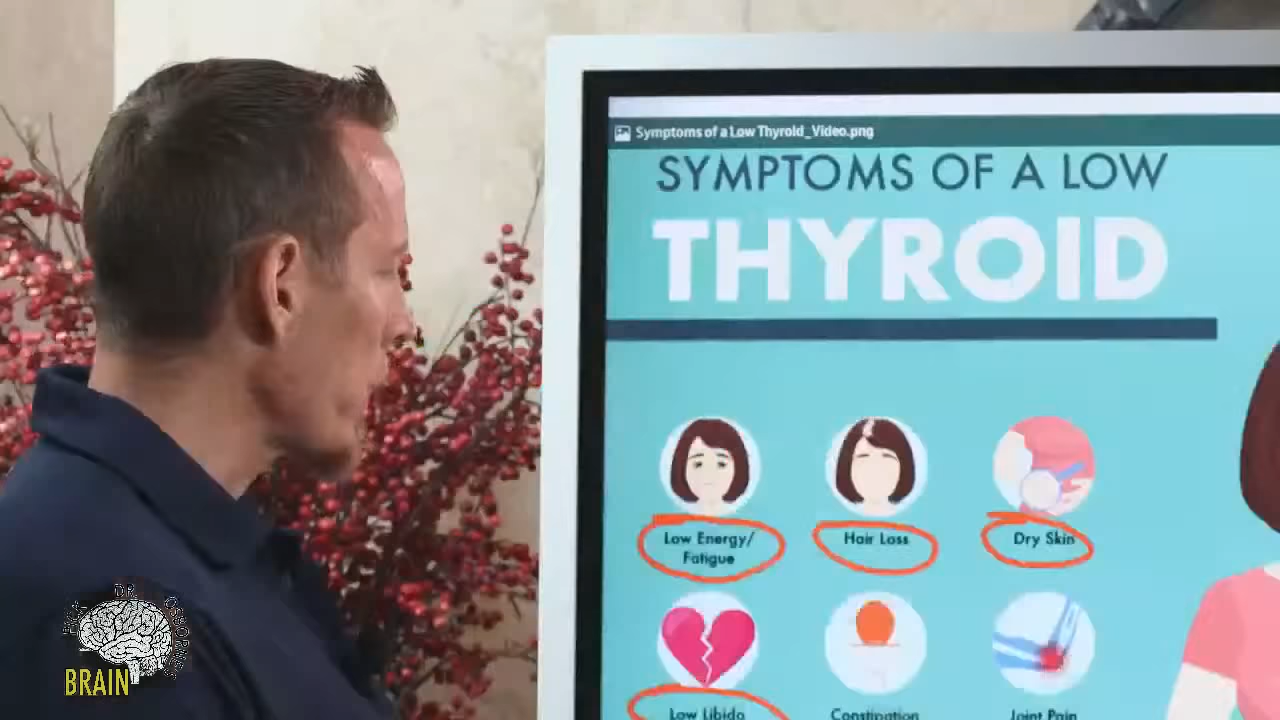 Symptoms of a Low Thyroid_Video.png
SYMPTOMS OF A LOW
THYROID
Low Energy/
Fatigue
Hair Loss
Dry Skin
Low Libido
Constipation
Joint Pain
BRAIN